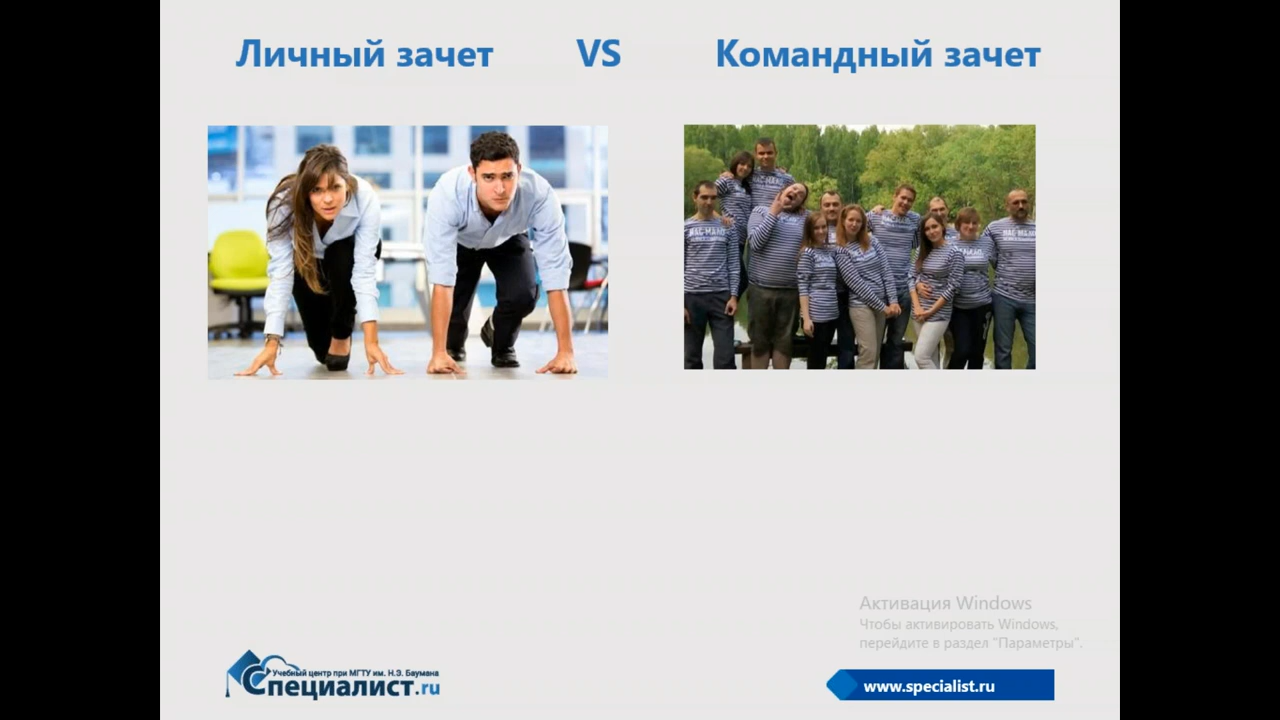 Личный зачет VS Командный зачет
Активация Windows
Чтобы активировать Windows,
перейдите в раздел "Параметры".
Учебный центр при МГТУ им. Н.Э. Баумана
Специалист.ru
www.specialist.ru